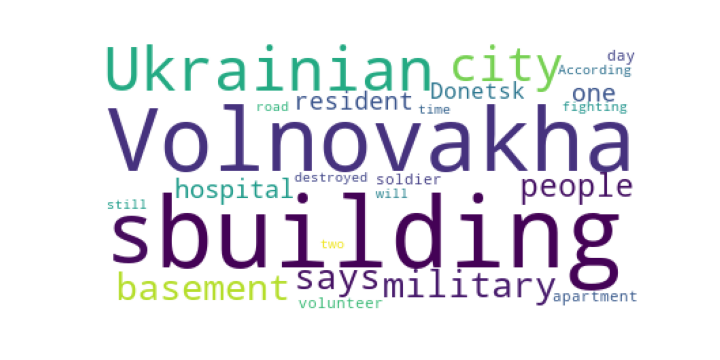 day
Ukrainian city According
Donetsk one
resident
road time fighting
Volnovakha
destroyed soldier
hospital people
will
still
s building
two
says military
basement
apartment
volunteer